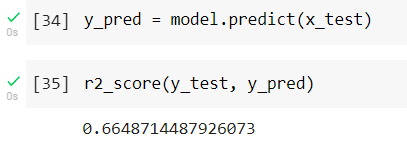 [34] y_pred = model.predict(x_test)
0s
[35] r2_score(y_test, y_pred)
0s
0.6648714487926073